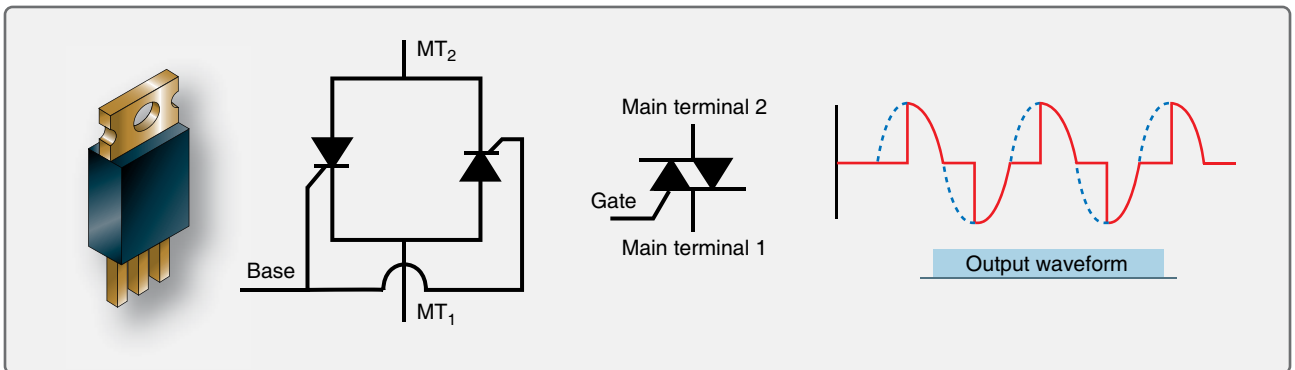 MT2
Base
MT1
Main terminal 2
Gate
Main terminal 1
Output waveform